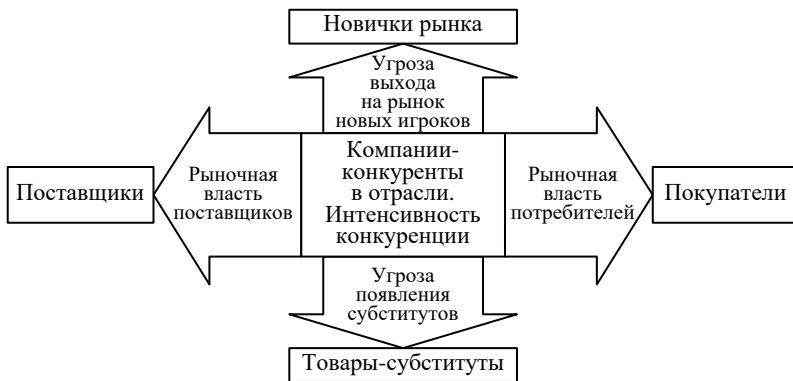 Новички рынка
Угроза
выхода
на рынок
новых игроков
Поставщики
Рыночная
власть
поставщиков
Компании-
конкуренты
в отрасли.
Интенсивность
конкуренции
Рыночная
власть
потребителей
Покупатели
Угроза
появления
субститутов
Товары-субституты